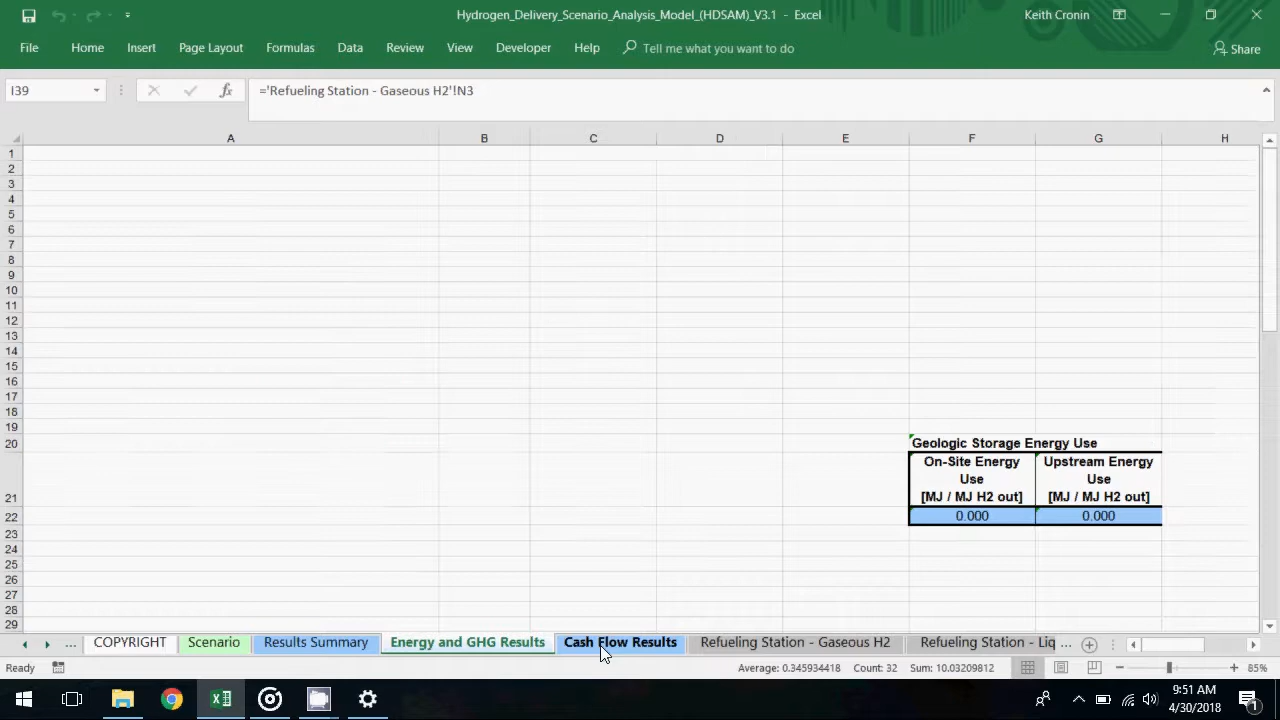 Hydrogen_Delivery_Scenario_Analysis_Model_(HDSAM)_V3.1 - Excel
Keith Cronin
File Home Insert Page Layout Formulas Data Review View Developer Help Tell me what you want to do Share
I39 fx ='Refueling Station - Gaseous H2'!N3
A B C D E F G H
1
2
3
4
5
6
7
8
9
10
11
12
13
14
15
16
17
18
19
20 Geologic Storage Energy Use
On-Site Energy Upstream Energy
Use Use
21 [MJ / MJ H2 out] [MJ / MJ H2 out]
22 0.000 0.000
23
24
25
26
27
28
29
... COPYRIGHT Scenario Results Summary Energy and GHG Results Cash Flow Results Refueling Station - Gaseous H2 Refueling Station - Liq ...
Ready Average: 0.345934418 Count: 32 Sum: 10.03209812 85%
9:51 AM
4/30/2018
1